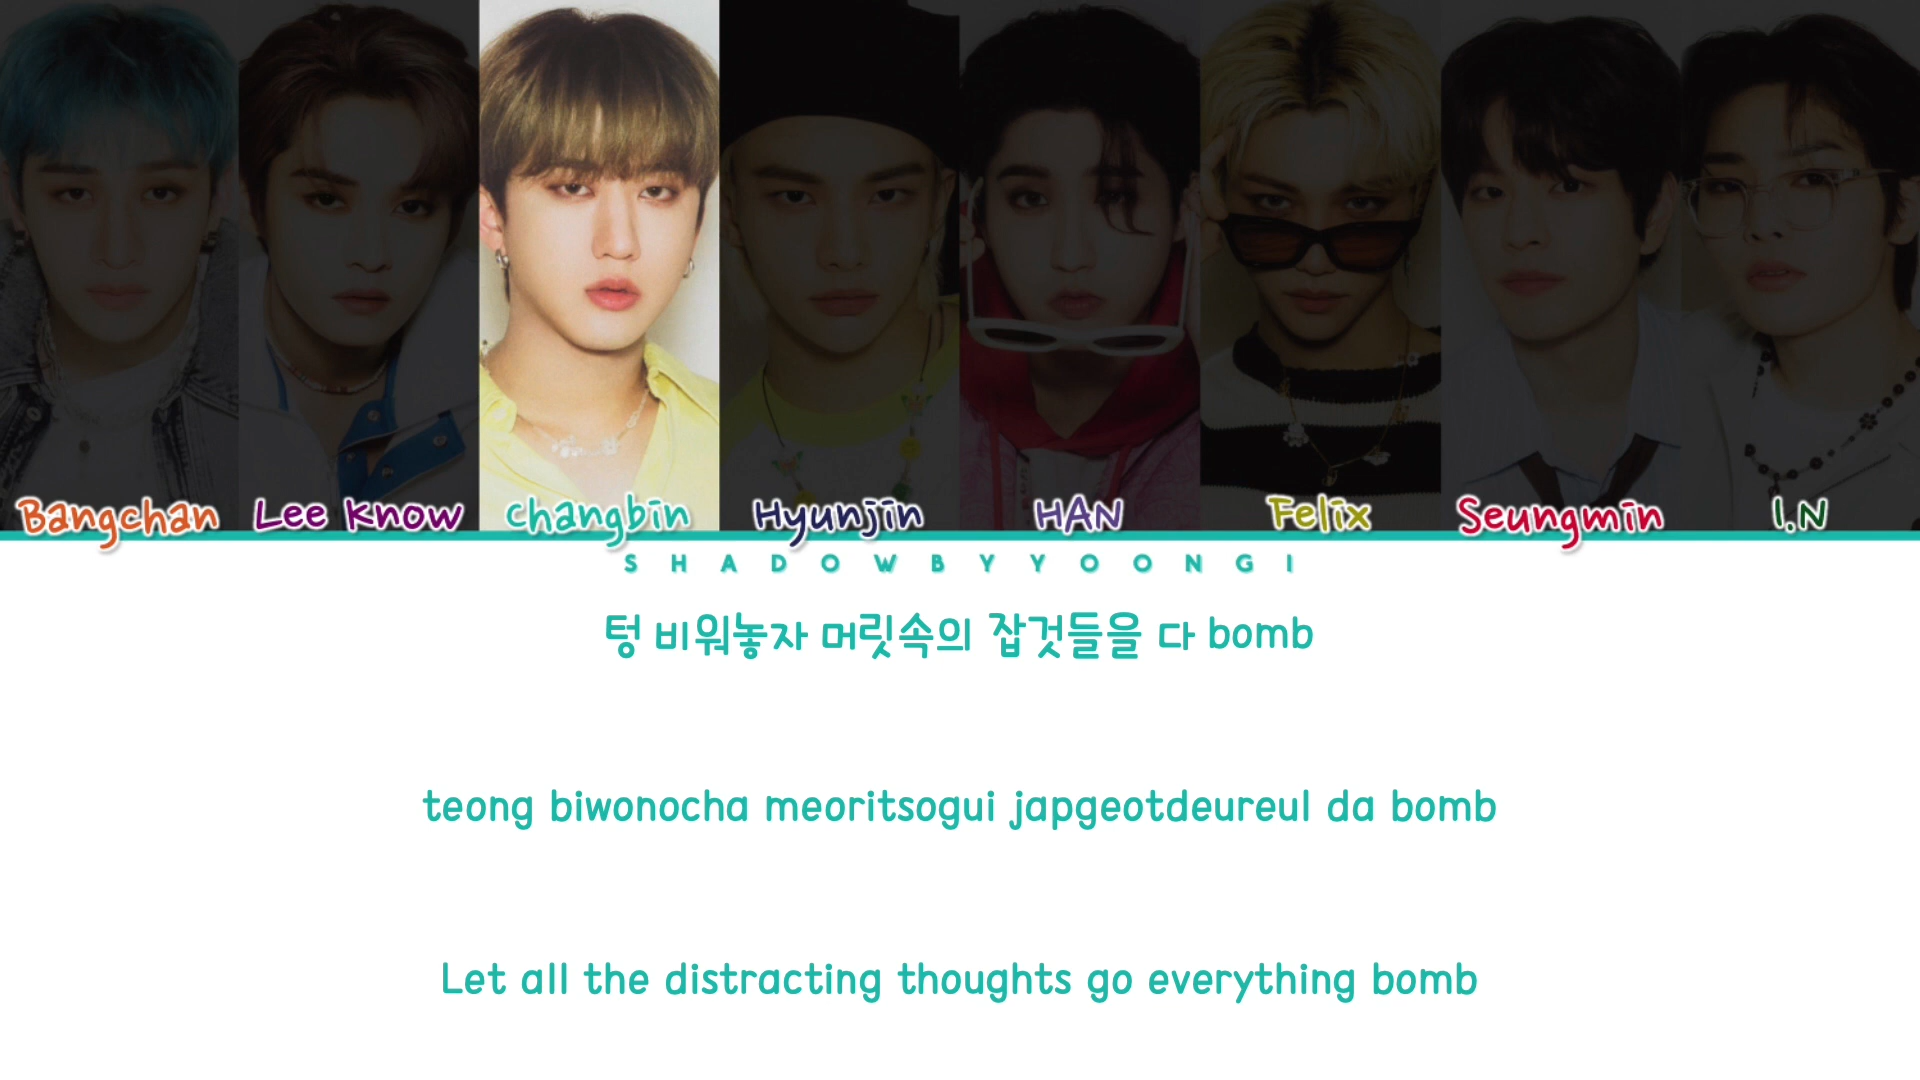 Bangchan Lee Know Changbin Hyunjin HAN Felix Seungmin I.N
SHADOWBYYOONGI
텅 비워놓자 머릿속의 잡것들을 다 bomb
teong biwonocha meoritsogui japgeotdeureul da bomb
Let all the distracting thoughts go everything bomb